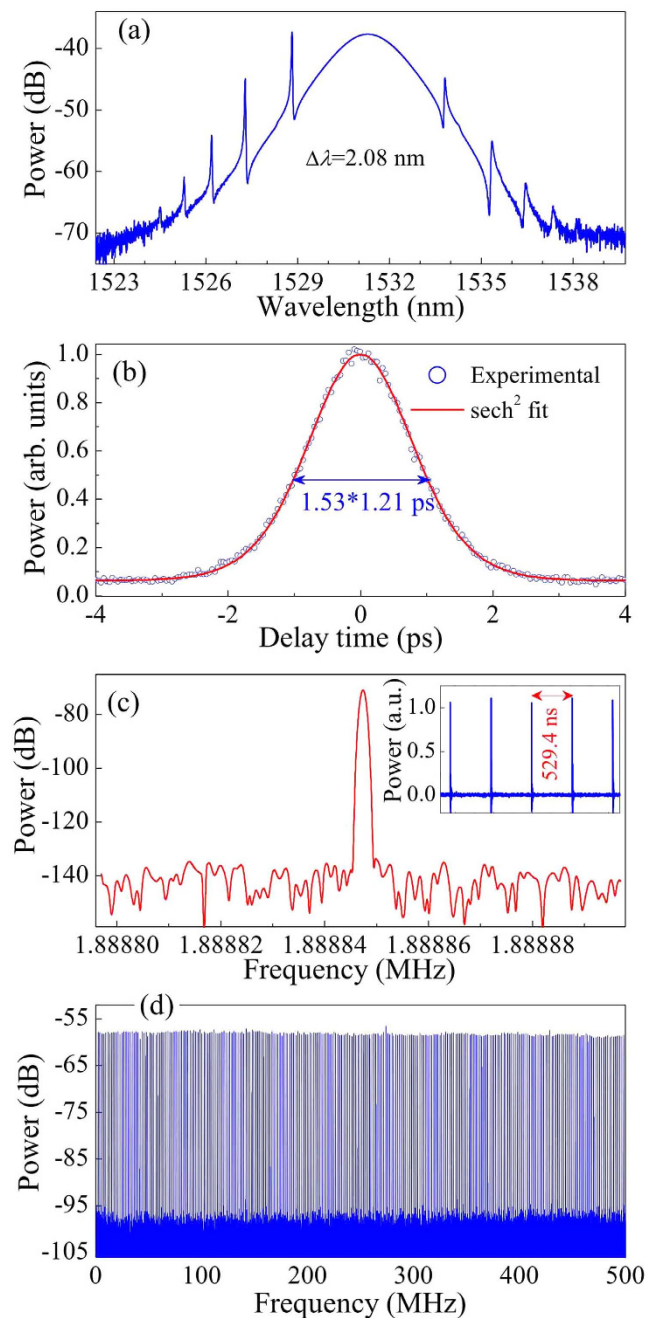 (a)
Power (dB)
-40
-50
-60
-70
Δλ=2.08 nm
1523 1526 1529 1532 1535 1538
Wavelength (nm)
(b)
Power (arb. units)
1.0
0.8
0.6
0.4
0.2
0.0
Experimental
sech² fit
1.53*1.21 ps
-4 -2 0 2 4
Delay time (ps)
(c)
Power (dB)
-80
-100
-120
-140
Power (a.u.)
1.0
0.5
0.0
529.4 ns
1.88880 1.88882 1.88884 1.88886 1.88888
Frequency (MHz)
(d)
Power (dB)
-55
-65
-75
-85
-95
-105
0 100 200 300 400 500
Frequency (MHz)